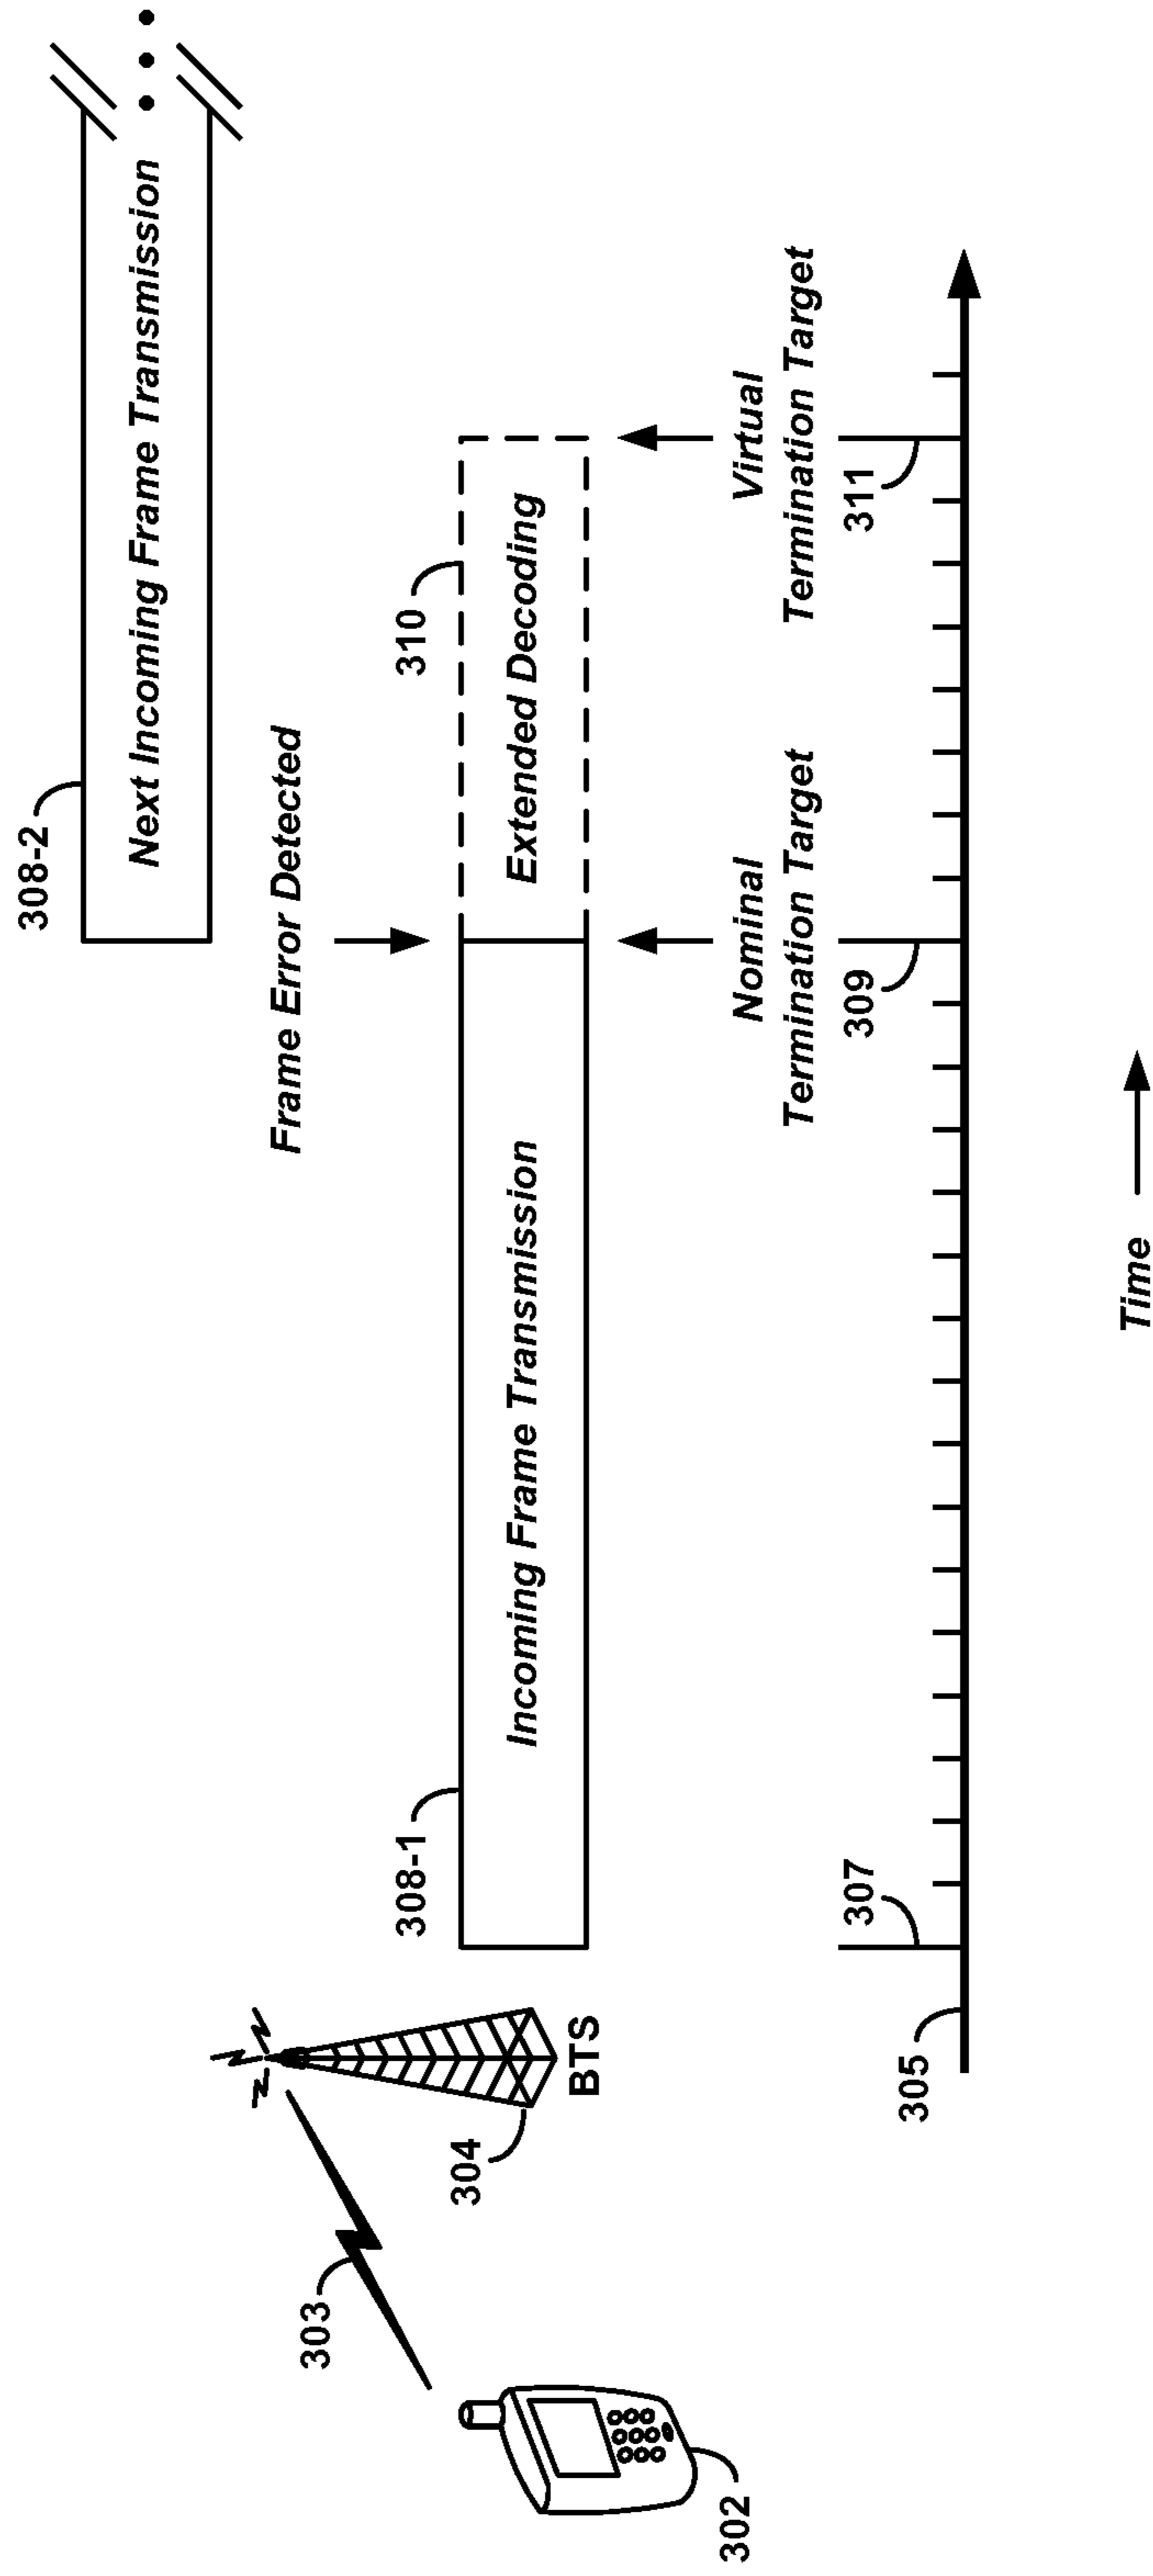 308-2
Next Incoming Frame Transmission
Frame Error Detected
303
304
BTS
302
308-1
Incoming Frame Transmission
310
Extended Decoding
Nominal
Termination Target
Virtual
Termination Target
305
307
309
311
Time